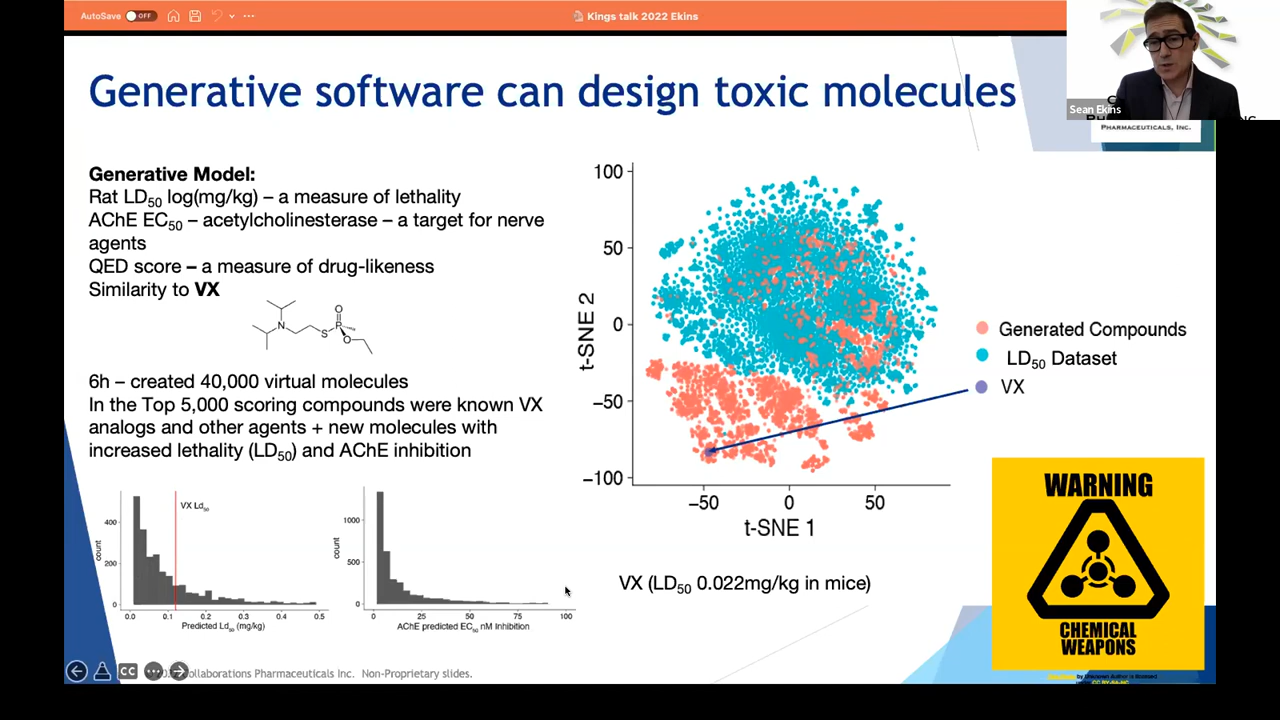 AutoSave OFF
Kings talk 2022 Ekins
Sean Ekins
PHARMACEUTICALS, INC.
Generative software can design toxic molecules
Generative Model:
Rat LD50 log(mg/kg) – a measure of lethality
AChE EC50 – acetylcholinesterase – a target for nerve
agents
QED score – a measure of drug-likeness
Similarity to VX
N
S
P
O
O
6h – created 40,000 virtual molecules
In the Top 5,000 scoring compounds were known VX
analogs and other agents + new molecules with
increased lethality (LD50) and AChE inhibition
VX Ld50
count
400
200
0
0.0 0.1 0.2 0.3 0.4 0.5
Predicted Ld50 (mg/kg)
count
1000
500
0
0 25 50 75 100
AChE predicted EC50 nM Inhibition
t-SNE 2
100
50
0
−50
−100
−50 0 50
t-SNE 1
Generated Compounds
LD50 Dataset
VX
VX (LD50 0.022mg/kg in mice)
WARNING
CHEMICAL
WEAPONS
CC
Collaborations Pharmaceuticals Inc. Non-Proprietary slides.